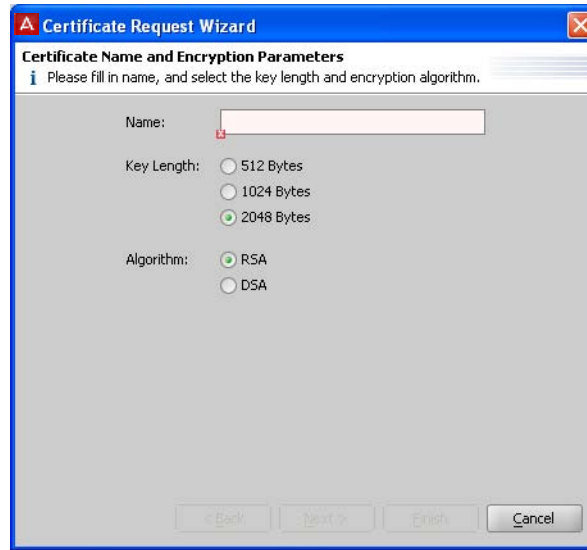 A Certificate Request Wizard
Certificate Name and Encryption Parameters
i Please fill in name, and select the key length and encryption algorithm.
Name:
Key Length: 512 Bytes
1024 Bytes
2048 Bytes
Algorithm: RSA
DSA
< Back Next > Finish Cancel